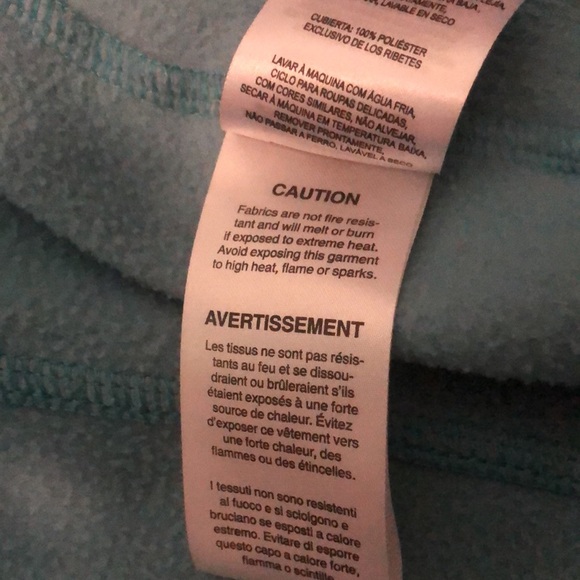 LAVABLE EN SECO
CUBIERTA: 100% POLIÉSTER
EXCLUSIVO DE LOS RIBETES
LAVAR À MAQUINA COM ÁGUA FRIA,
CICLO PARA ROUPAS DELICADAS,
COM CORES SIMILARES, NÃO ALVEJAR,
SECAR À MÁQUINA EM TEMPERATURA BAIXA,
REMOVER PRONTAMENTE,
NÃO PASSAR A FERRO, LAVÁVEL À SECO
CAUTION
Fabrics are not fire resis-
tant and will melt or burn
if exposed to extreme heat.
Avoid exposing this garment
to high heat, flame or sparks.
AVERTISSEMENT
Les tissus ne sont pas résis-
tants au feu et se dissou-
draient ou brûleraient s'ils
étaient exposés à une forte
source de chaleur. Évitez
d'exposer ce vêtement vers
une forte chaleur, des
flammes ou des étincelles.
I tessuti non sono resistenti
al fuoco e si sciolgono e
bruciano se esposti a calore
estremo. Evitare di esporre
questo capo a calore forte,
fiamma o scintille